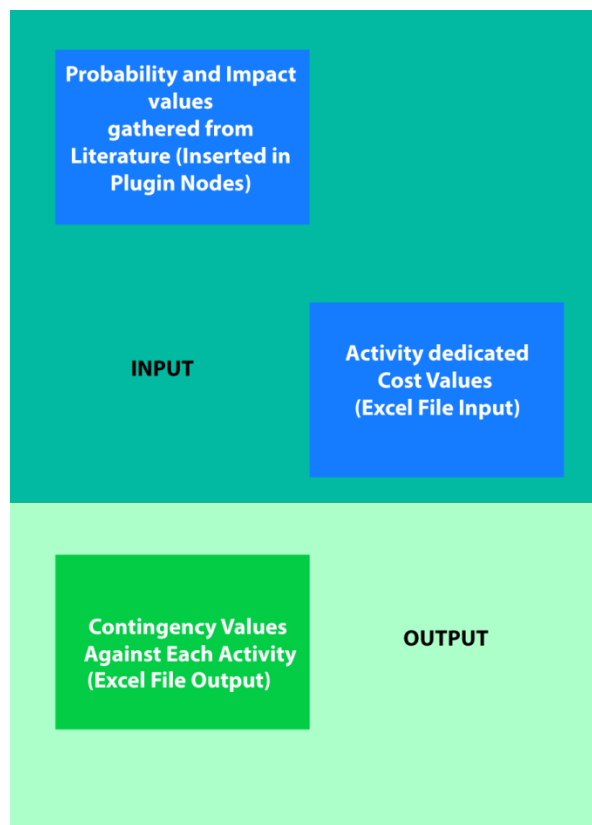 Probability and Impact
values
gathered from
Literature (Inserted in
Plugin Nodes)
INPUT
Activity dedicated
Cost Values
(Excel File Input)
Contingency Values
Against Each Activity
(Excel File Output)
OUTPUT